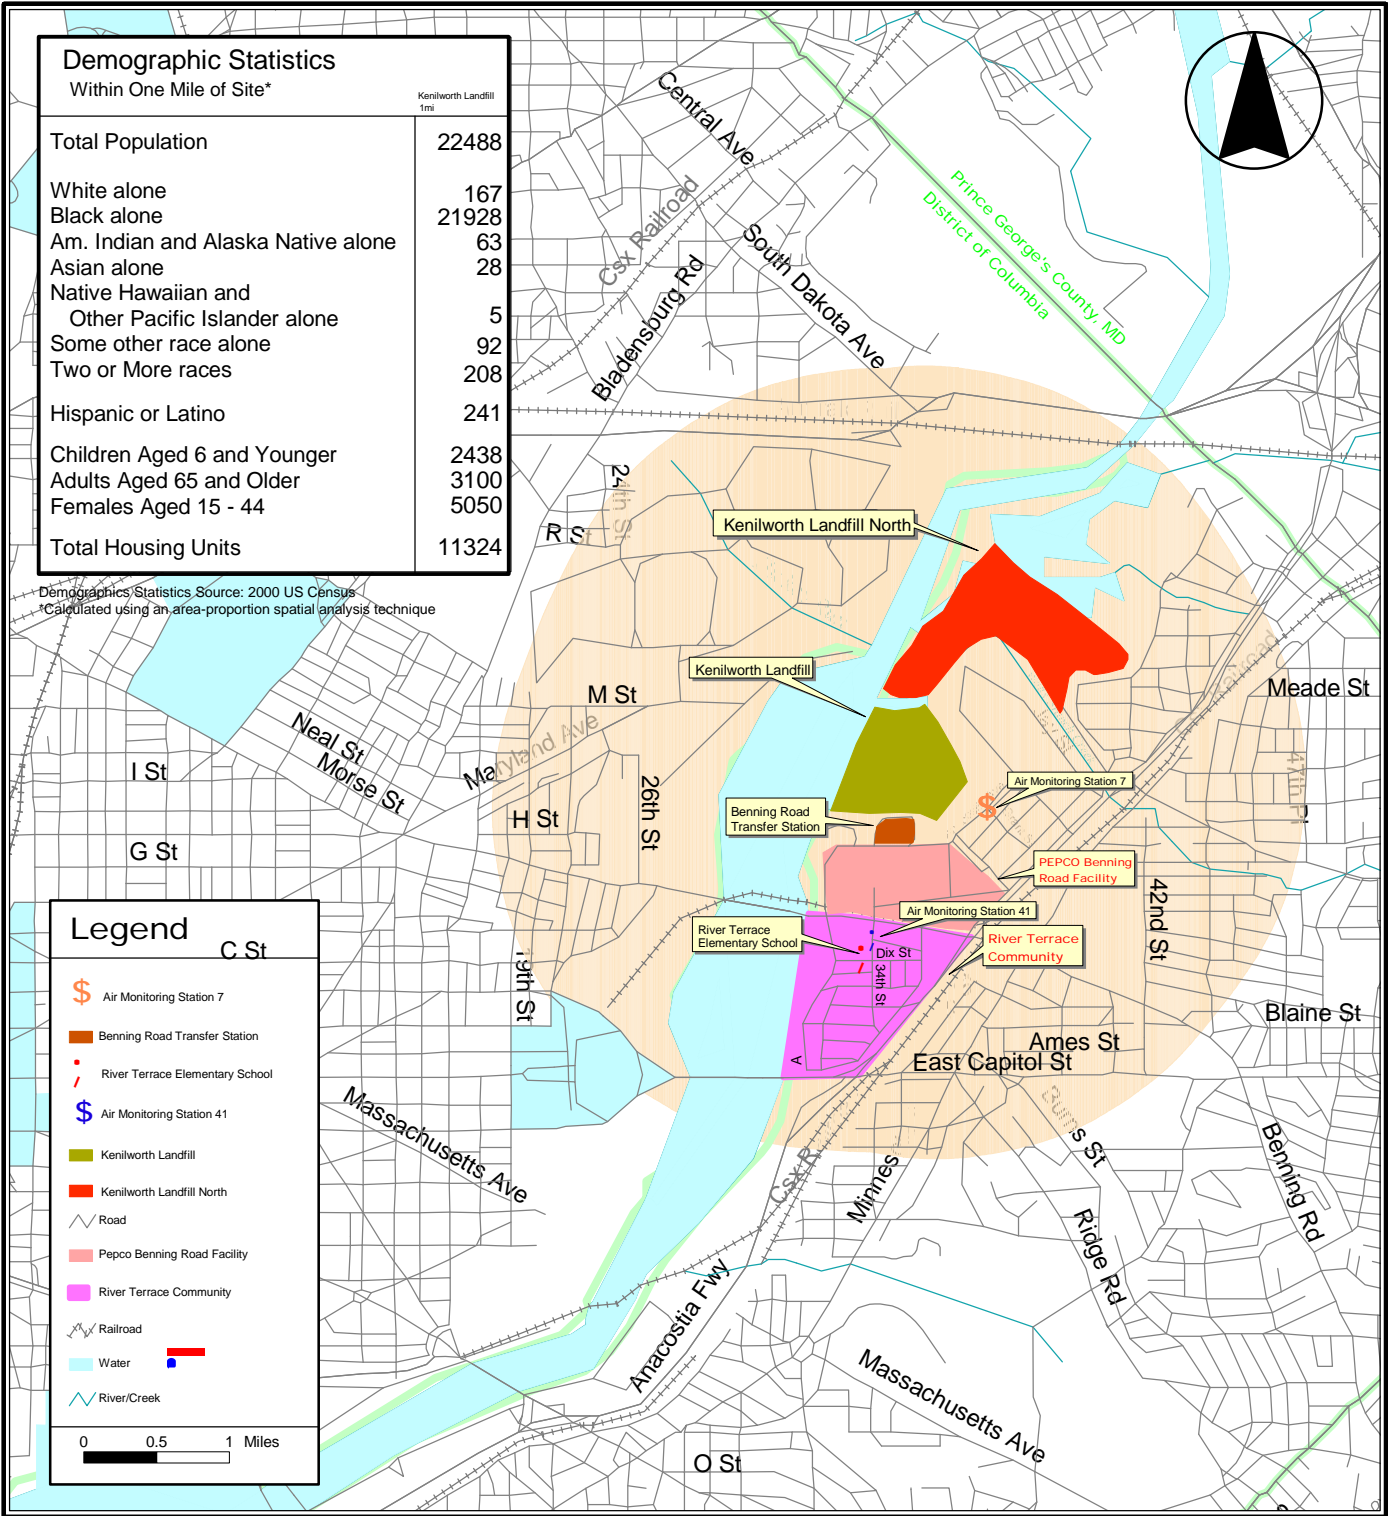 Demographic Statistics
Within One Mile of Site*
Kenilworth Landfill
1mi
Total Population 22488
White alone 167
Black alone 21928
Am. Indian and Alaska Native alone 63
Asian alone 28
Native Hawaiian and
Other Pacific Islander alone 5
Some other race alone 92
Two or More races 208
Hispanic or Latino 241
Children Aged 6 and Younger 2438
Adults Aged 65 and Older 3100
Females Aged 15 - 44 5050
Total Housing Units 11324
Demographics Statistics Source: 2000 US Census
*Calculated using an area-proportion spatial analysis technique
Central Ave
Csx Railroad
Bladensburg Rd
South Dakota Ave
Prince George's County, MD
District of Columbia
24th St
R St
Kenilworth Landfill North
Kenilworth Landfill
M St
Maryland Ave
Neal St
Morse St
I St
H St
G St
26th St
Railroad
Meade St
47th Pl
Air Monitoring Station 7
$
Benning Road
Transfer Station
PEPCO Benning
Road Facility
42nd St
Air Monitoring Station 41
River Terrace
Elementary School
River Terrace
Community
Dix St
34th St
A
19th St
Blaine St
Ames St
East Capitol St
Massachusetts Ave
Csx R
Minnes
Burns St
Benning Rd
Ridge Rd
Anacostia Fwy
Massachusetts Ave
O St
Legend
C St
$ Air Monitoring Station 7
Benning Road Transfer Station
River Terrace Elementary School
$ Air Monitoring Station 41
Kenilworth Landfill
Kenilworth Landfill North
Road
Pepco Benning Road Facility
River Terrace Community
Railroad
Water
River/Creek
0 0.5 1 Miles